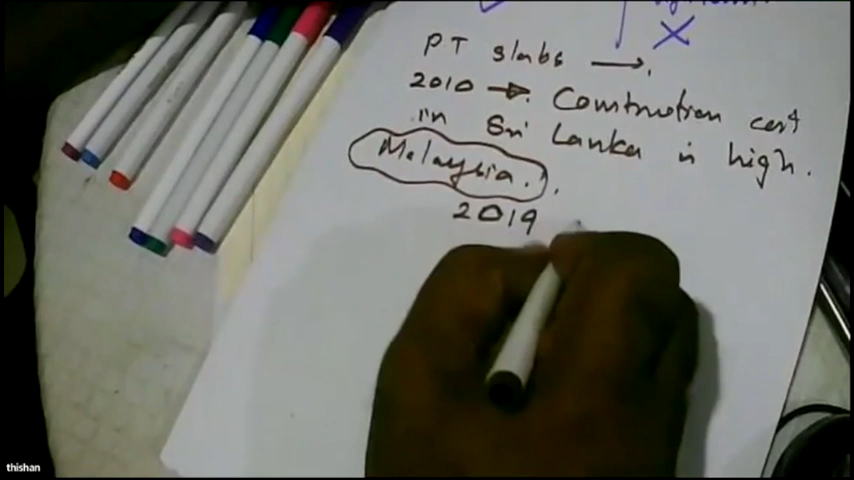 PT slabs →.
2010 → Construction cost
in Sri Lanka is high.
Malaysia.
2019
thishan